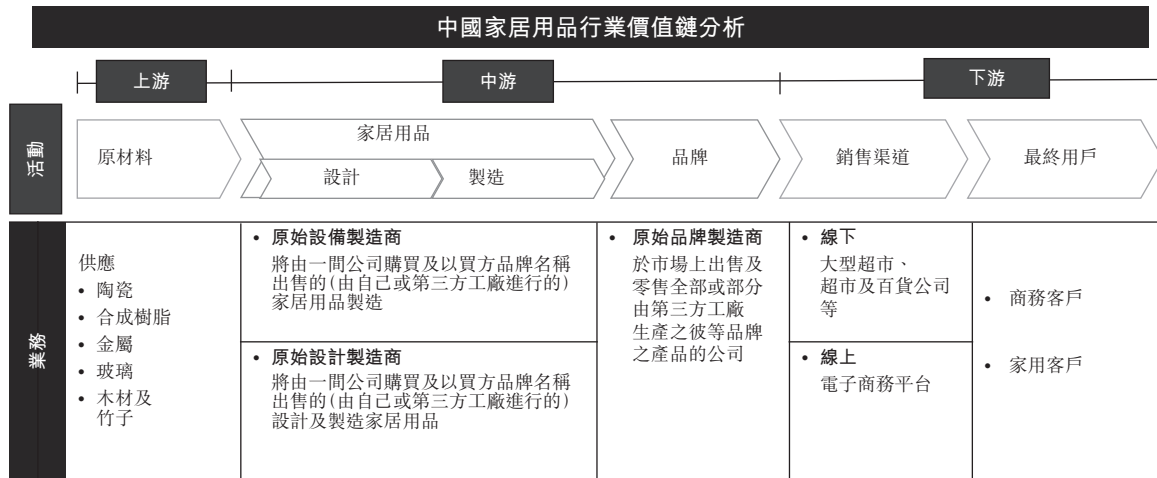 中國家居用品行業價值鏈分析
上游
中游
下游
活動
原材料
家居用品
設計
製造
品牌
銷售渠道
最終用戶
業務
供應
• 陶瓷
• 合成樹脂
• 金屬
• 玻璃
• 木材及
竹子
• 原始設備製造商
將由一間公司購買及以買方品牌名稱
出售的(由自己或第三方工廠進行的)
家居用品製造
• 原始設計製造商
將由一間公司購買及以買方品牌名稱
出售的(由自己或第三方工廠進行的)
設計及製造家居用品
• 原始品牌製造商
於市場上出售及
零售全部或部分
由第三方工廠
生產之彼等品牌
之產品的公司
• 線下
大型超市、
超市及百貨公司
等
• 線上
電子商務平台
• 商務客戶
• 家用客戶